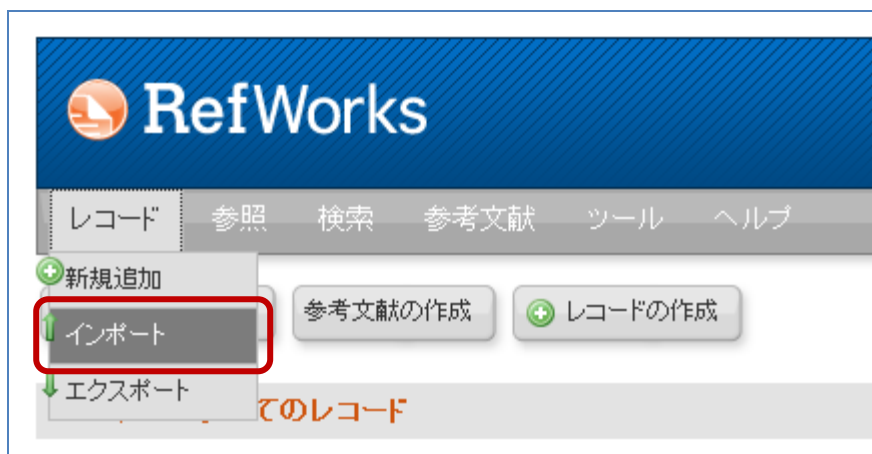 RefWorks
レコード 参照 検索 参考文献 ツール ヘルプ
新規追加
インポート 参考文献の作成 レコードの作成
エクスポート
てのレコード